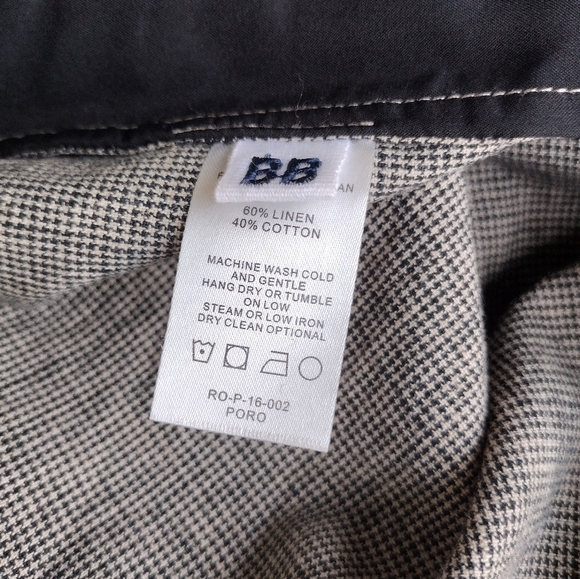 BB
60% LINEN
40% COTTON
MACHINE WASH COLD
AND GENTLE
HANG DRY OR TUMBLE
ON LOW
STEAM OR LOW IRON
DRY CLEAN OPTIONAL
RO-P-16-002
PORO